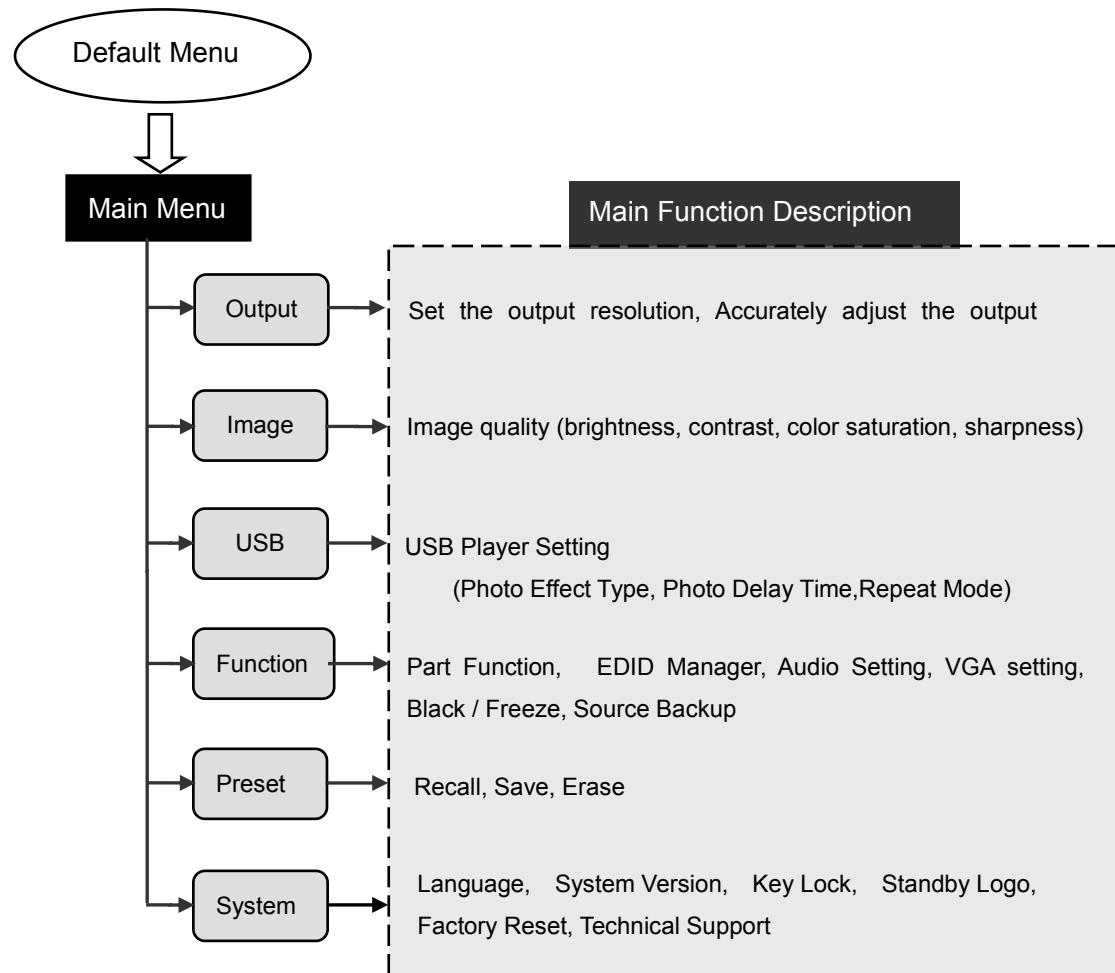 Default Menu
Main Menu
Main Function Description
Output
Set the output resolution, Accurately adjust the output
Image
Image quality (brightness, contrast, color saturation, sharpness)
USB
USB Player Setting
(Photo Effect Type, Photo Delay Time,Repeat Mode)
Function
Part Function, EDID Manager, Audio Setting, VGA setting,
Black / Freeze, Source Backup
Preset
Recall, Save, Erase
System
Language, System Version, Key Lock, Standby Logo,
Factory Reset, Technical Support